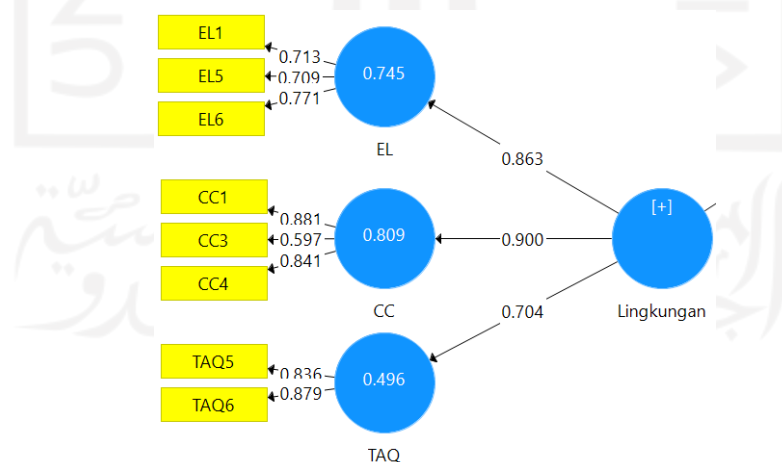 EL1
EL5
EL6
0.713
0.709
0.771
0.745
EL
0.863
CC1
CC3
CC4
0.881
0.597
0.841
0.809
CC
0.900
[+]
Lingkungan
0.704
TAQ5
TAQ6
0.836
0.879
0.496
TAQ